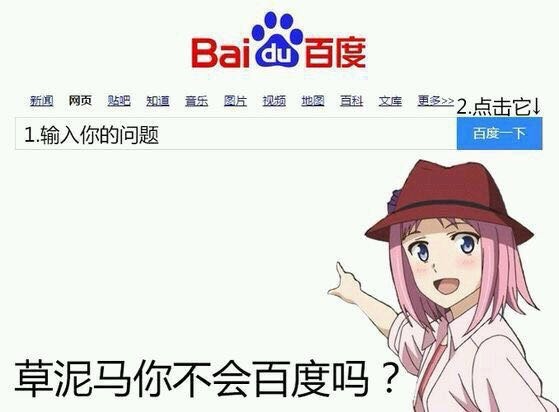 Bai du 百度
新闻 网页 贴吧 知道 音乐 图片 视频 地图 百科 文库 更多>>
2.点击它↓
1.输入你的问题
百度一下
草泥马你不会百度吗？